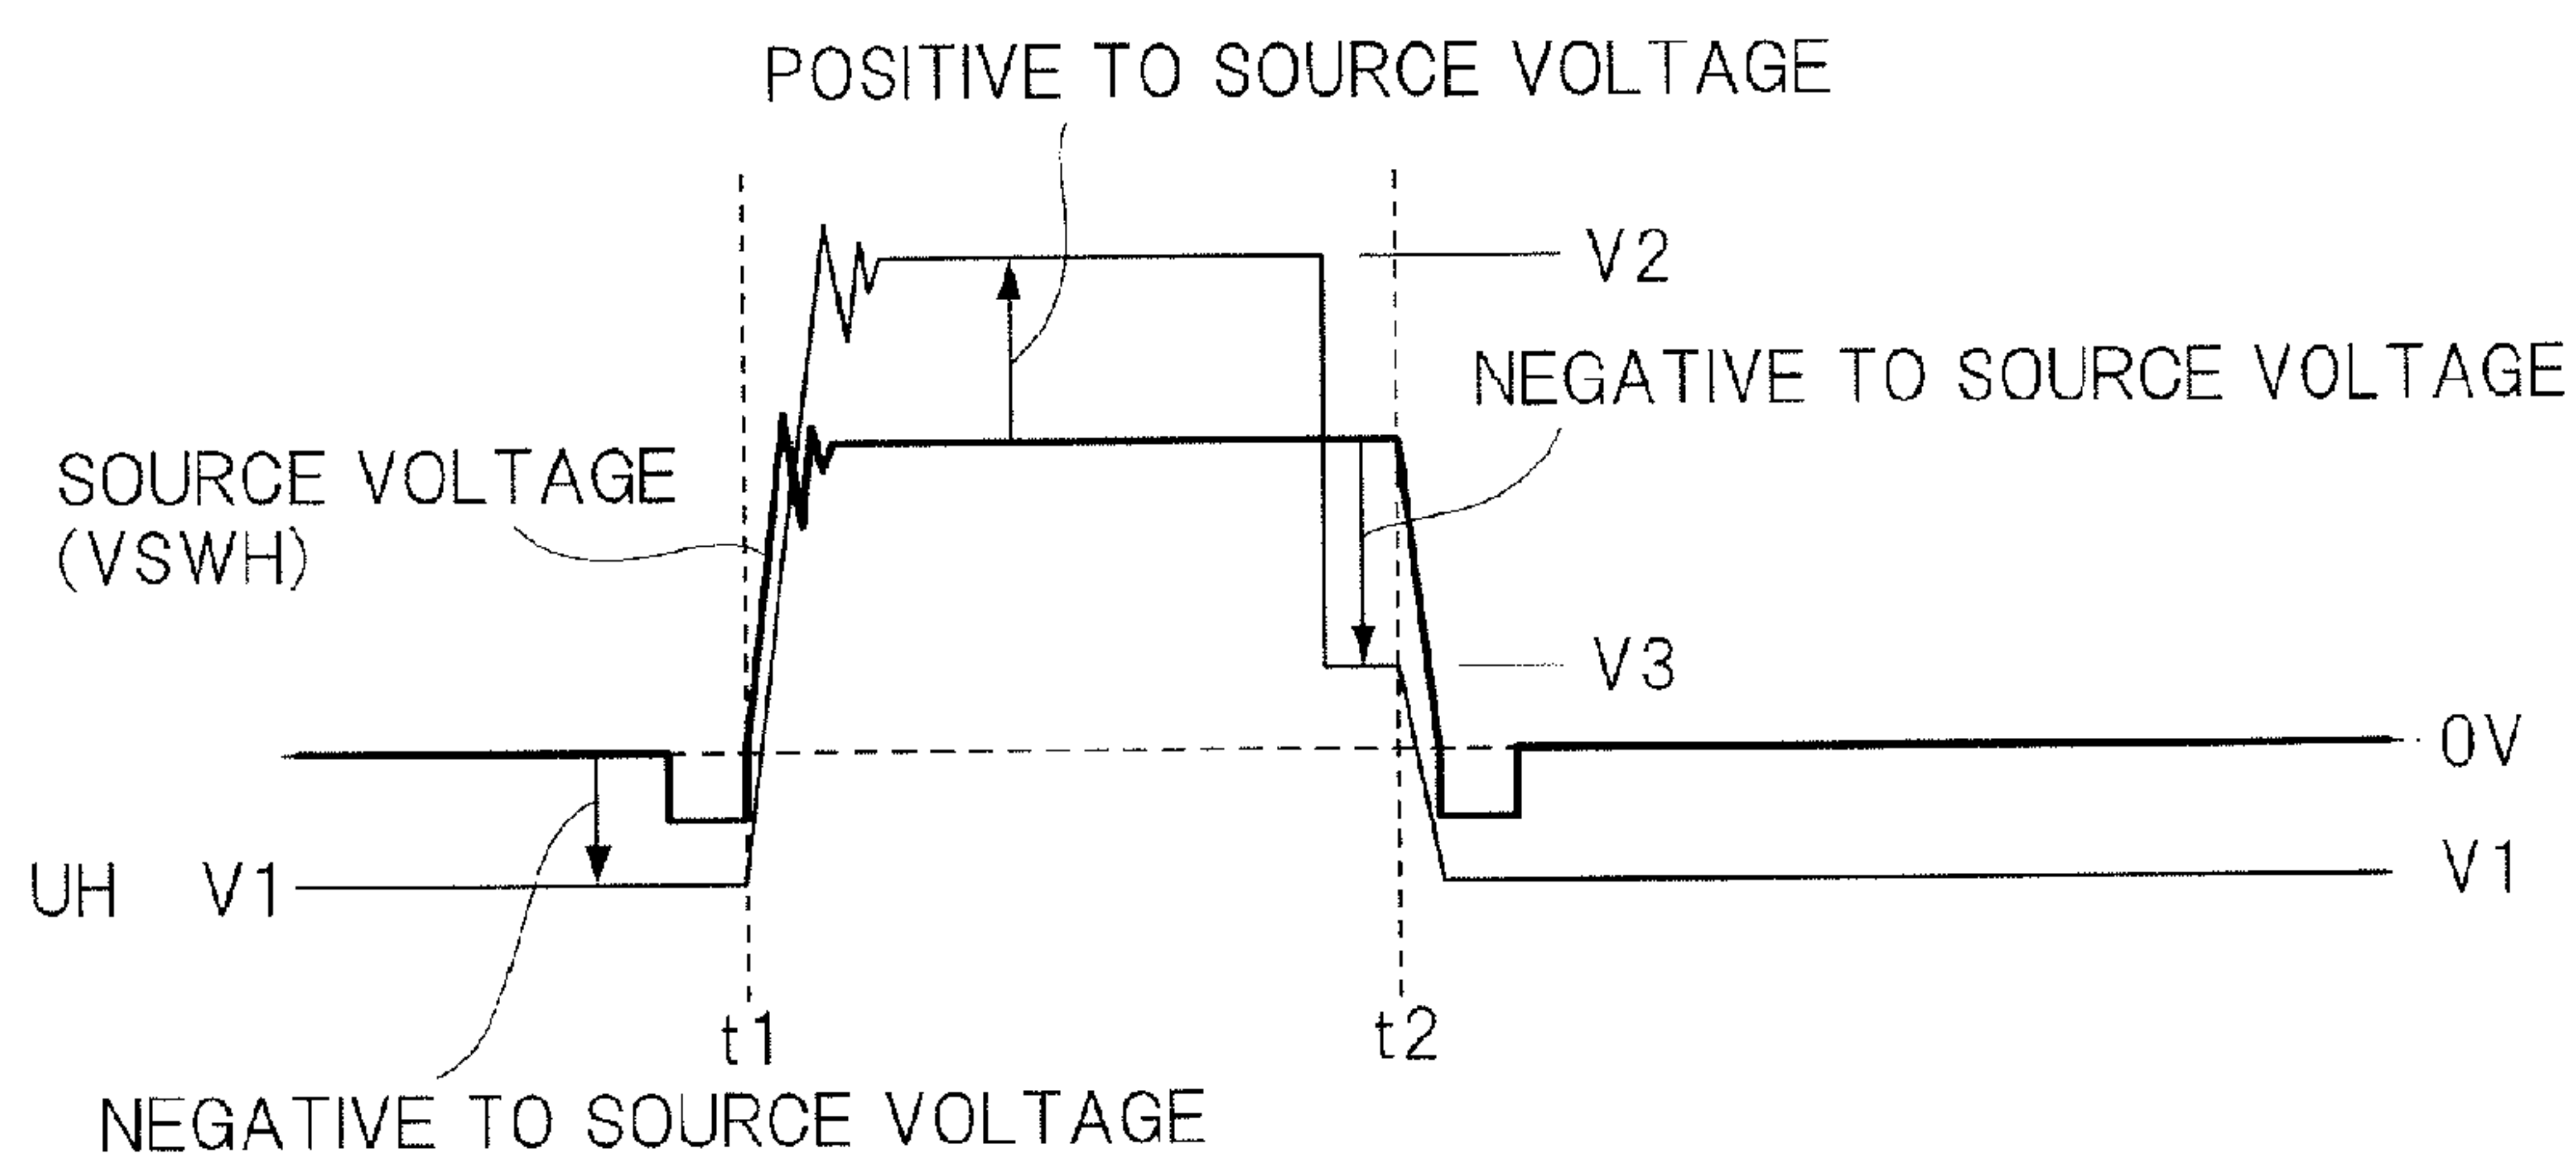 POSITIVE TO SOURCE VOLTAGE
V2
NEGATIVE TO SOURCE VOLTAGE
SOURCE VOLTAGE
(VSWH)
V3
0V
UH V1
V1
t1
t2
NEGATIVE TO SOURCE VOLTAGE